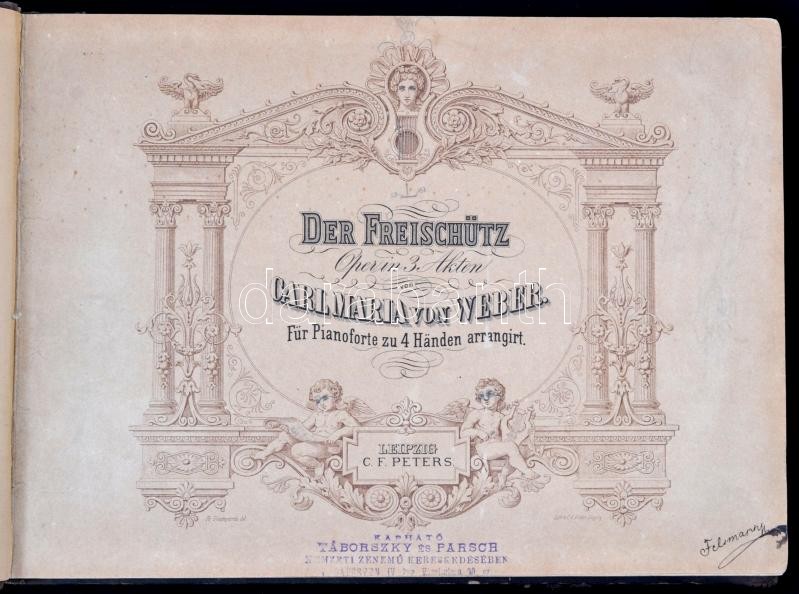 DER FREISCHÜTZ
Oper in 3 Akten
VON
CARL MARIA VON WEBER.
Für Pianoforte zu 4 Händen arrangirt.
LEIPZIG
C. F. PETERS.
KAPHATÓ
TÁBORSZKY és PARSCH
NEMZETI ZENEMŰ KERESKEDÉSÉBEN